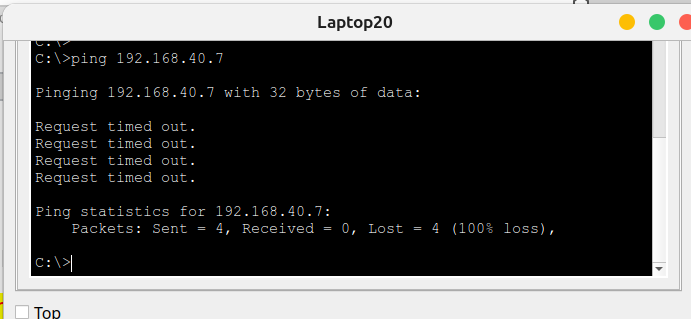 Laptop20
C:\>
C:\>ping 192.168.40.7
Pinging 192.168.40.7 with 32 bytes of data:
Request timed out.
Request timed out.
Request timed out.
Request timed out.
Ping statistics for 192.168.40.7:
    Packets: Sent = 4, Received = 0, Lost = 4 (100% loss),
C:\>
Top